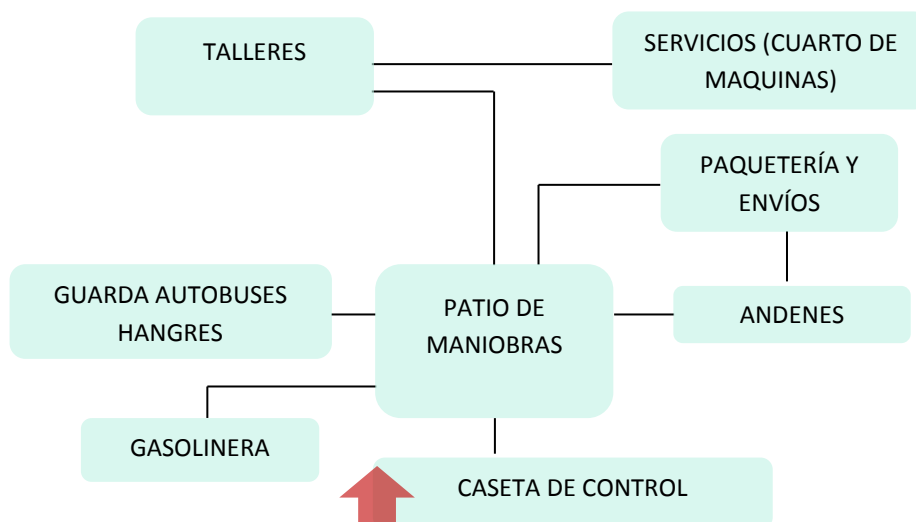 TALLERES
SERVICIOS (CUARTO DE
MAQUINAS)
PAQUETERÍA Y
ENVÍOS
GUARDA AUTOBUSES
HANGRES
PATIO DE
MANIOBRAS
ANDENES
GASOLINERA
CASETA DE CONTROL